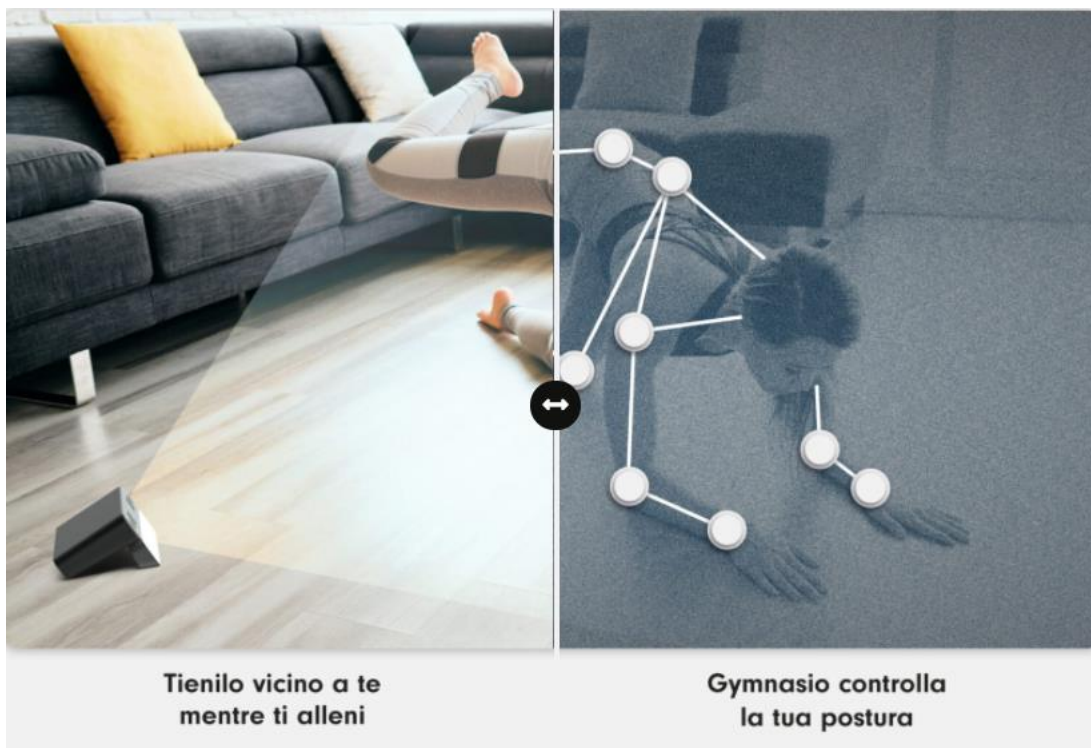 Tienilo vicino a te
mentre ti alleni
Gymnasio controlla
la tua postura